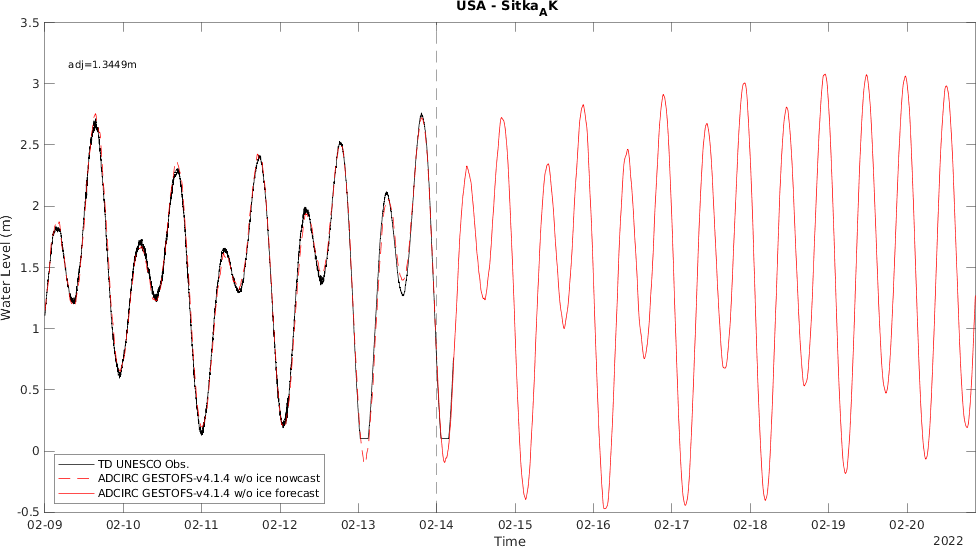 USA - Sitka_AK
3.5
adj=1.3449m
3
2.5
2
1.5
1
0.5
0
-0.5
Water Level (m)
TD UNESCO Obs.
ADCIRC GESTOFS-v4.1.4 w/o ice nowcast
ADCIRC GESTOFS-v4.1.4 w/o ice forecast
02-09 02-10 02-11 02-12 02-13 02-14 02-15 02-16 02-17 02-18 02-19 02-20
Time
2022